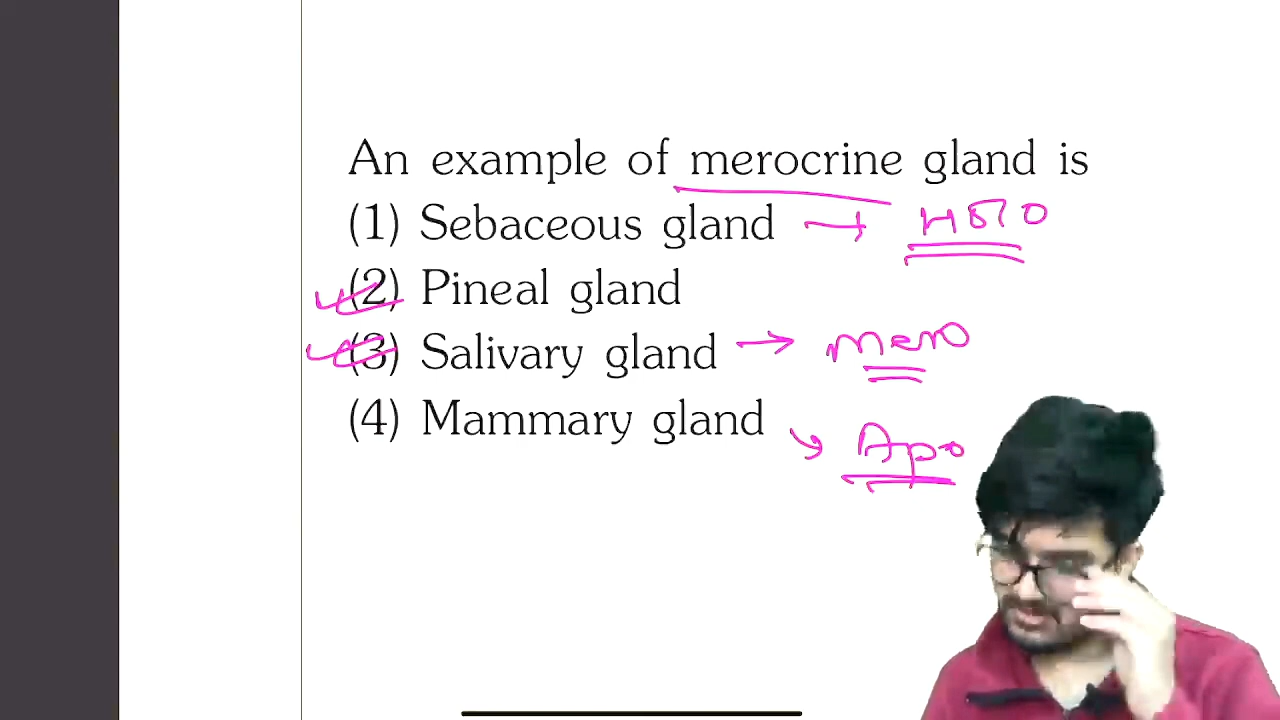 An example of merocrine gland is
(1) Sebaceous gland → Holo
(2) Pineal gland
(3) Salivary gland → Mero
(4) Mammary gland → Apo